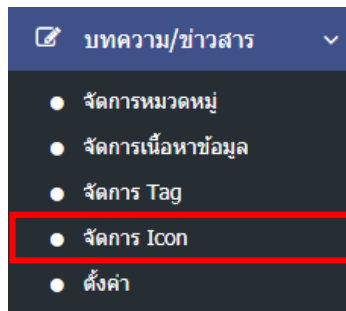 บทความ/ข่าวสาร
จัดการหมวดหมู่
จัดการเนื้อหาข้อมูล
จัดการ Tag
จัดการ Icon
ตั้งค่า